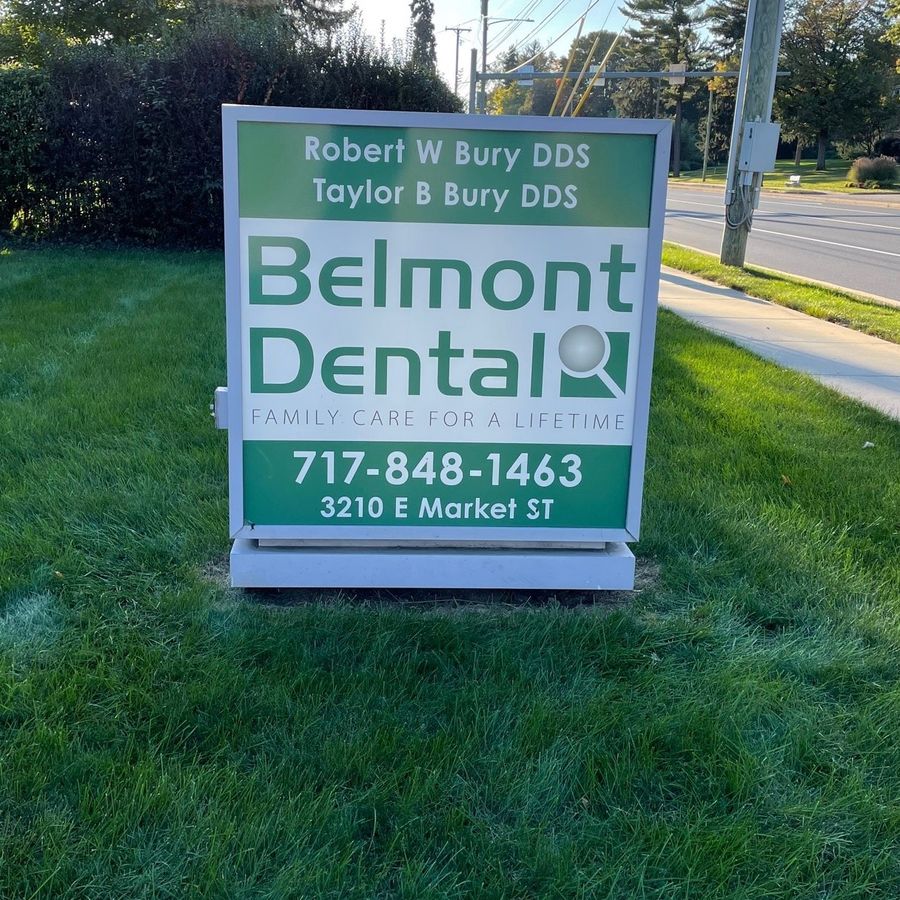 Robert W Bury DDS
Taylor B Bury DDS
Belmont
Dental
FAMILY CARE FOR A LIFETIME
717-848-1463
3210 E Market ST